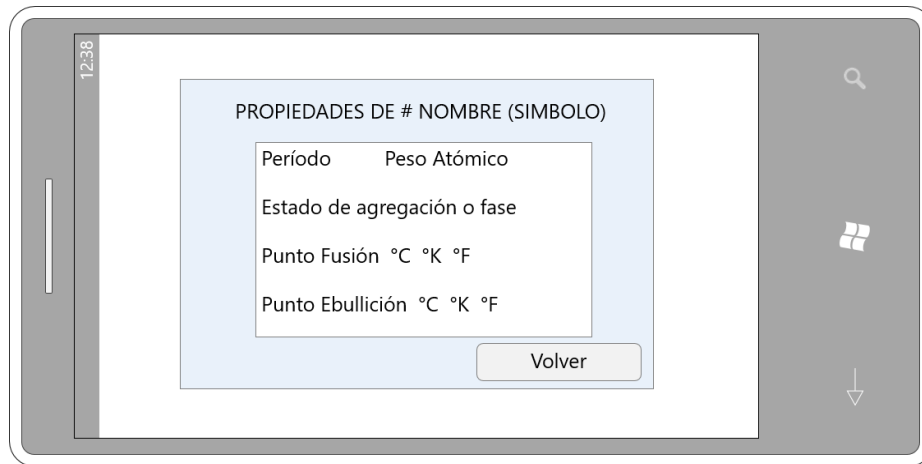 12:38
PROPIEDADES DE # NOMBRE (SIMBOLO)
Período Peso Atómico
Estado de agregación o fase
Punto Fusión °C °K °F
Punto Ebullición °C °K °F
Volver